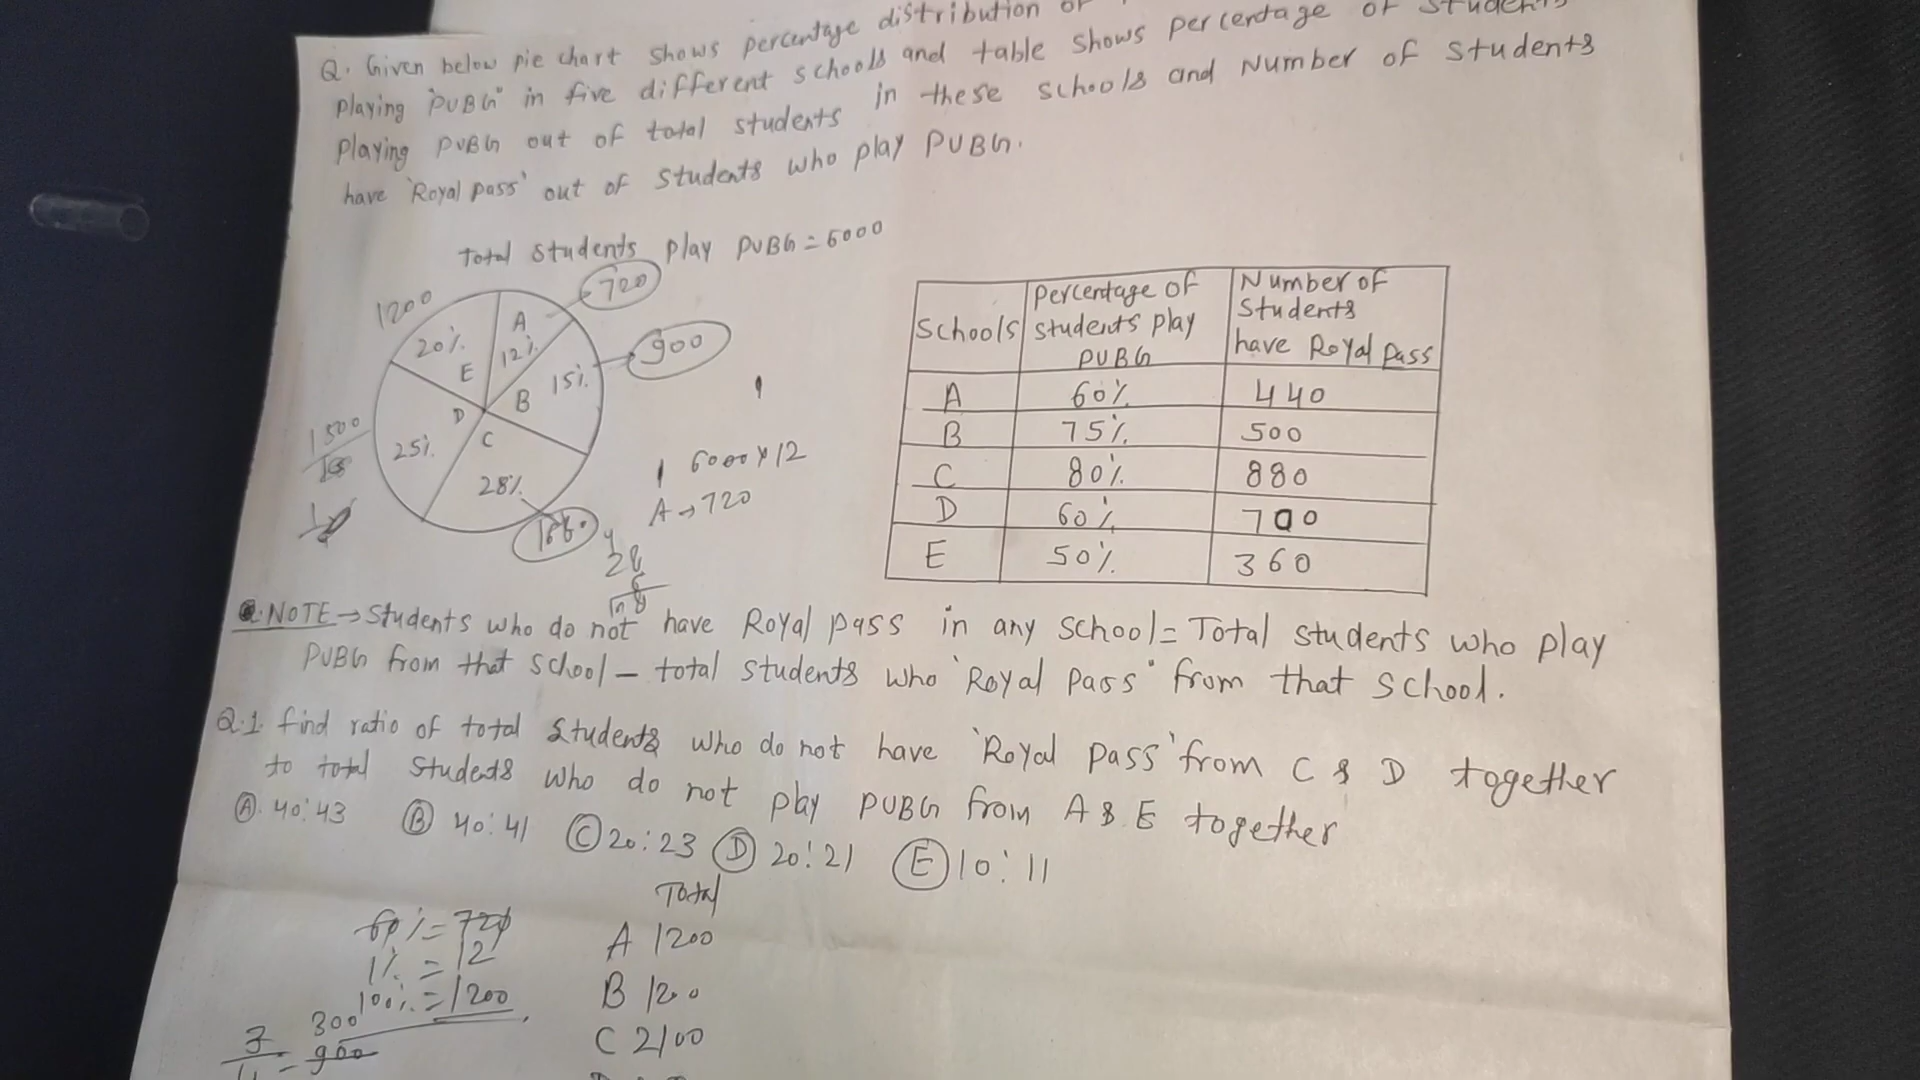 Q. Given below pie chart shows percentage distribution of
Playing "PUBG" in five different schools and table shows percentage of students
Playing PUBG out of total students in these schools and Number of students
have 'Royal pass' out of students who play PUBG.
Total students play PUBG = 6000
1200
720
900
20%
E
A
12%
15%
B
D
25%
C
28%
1500
6000 × 12
A → 720
28
Schools
Percentage of students play PUBG
Number of students have Royal Pass
A 60% 440
B 75% 500
C 80% 880
D 60% 700
E 50% 360
NOTE → Students who do not have Royal pass in any school = Total students who play
PUBG from that school - total students who 'Royal Pass' from that school.
Q.1. find ratio of total students who do not have 'Royal pass' from C & D together
to total students who do not play PUBG from A & E together
(A) 40:43 (B) 40:41 (C) 20:23 (D) 20:21 (E) 10:11
Total
60% = 720
1% = 12
100% = 1200
A 1200
B 1200
C 2100
300
3
900